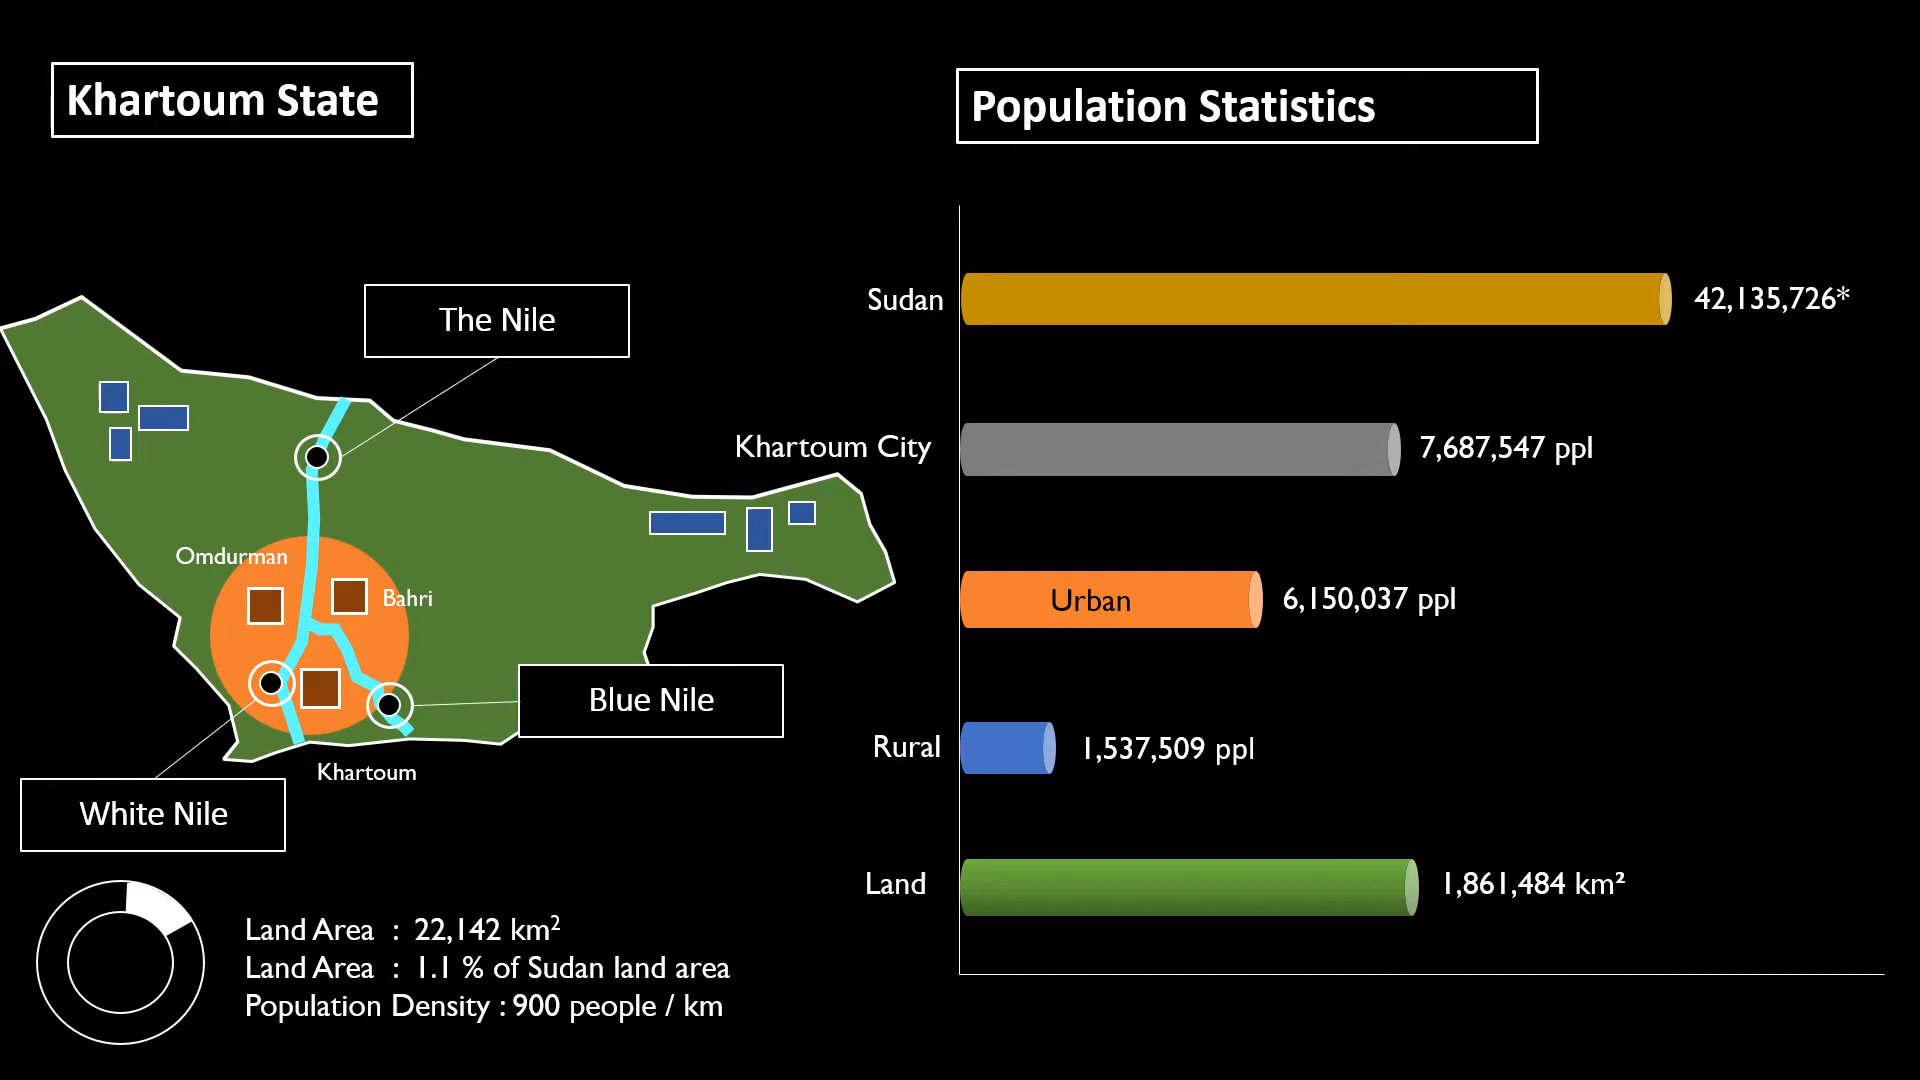 Khartoum State
Population Statistics
The Nile
Omdurman
Bahri
Blue Nile
Khartoum
White Nile
Land Area : 22,142 km²
Land Area : 1.1 % of Sudan land area
Population Density : 900 people / km
Sudan 42,135,726*
Khartoum City 7,687,547 ppl
Urban 6,150,037 ppl
Rural 1,537,509 ppl
Land 1,861,484 km²